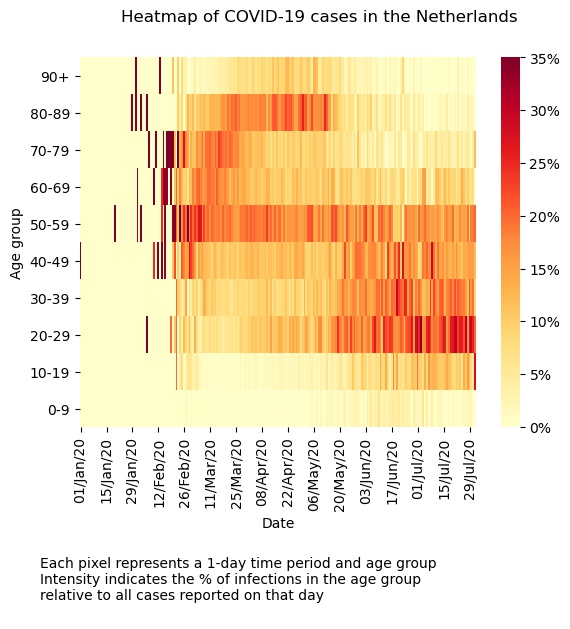 Heatmap of COVID-19 cases in the Netherlands
90+
80-89
70-79
60-69
50-59
40-49
30-39
20-29
10-19
0-9
Age group
35%
30%
25%
20%
15%
10%
5%
0%
01/Jan/20
15/Jan/20
29/Jan/20
12/Feb/20
26/Feb/20
11/Mar/20
25/Mar/20
08/Apr/20
22/Apr/20
06/May/20
20/May/20
03/Jun/20
17/Jun/20
01/Jul/20
15/Jul/20
29/Jul/20
Date
Each pixel represents a 1-day time period and age group
Intensity indicates the % of infections in the age group
relative to all cases reported on that day